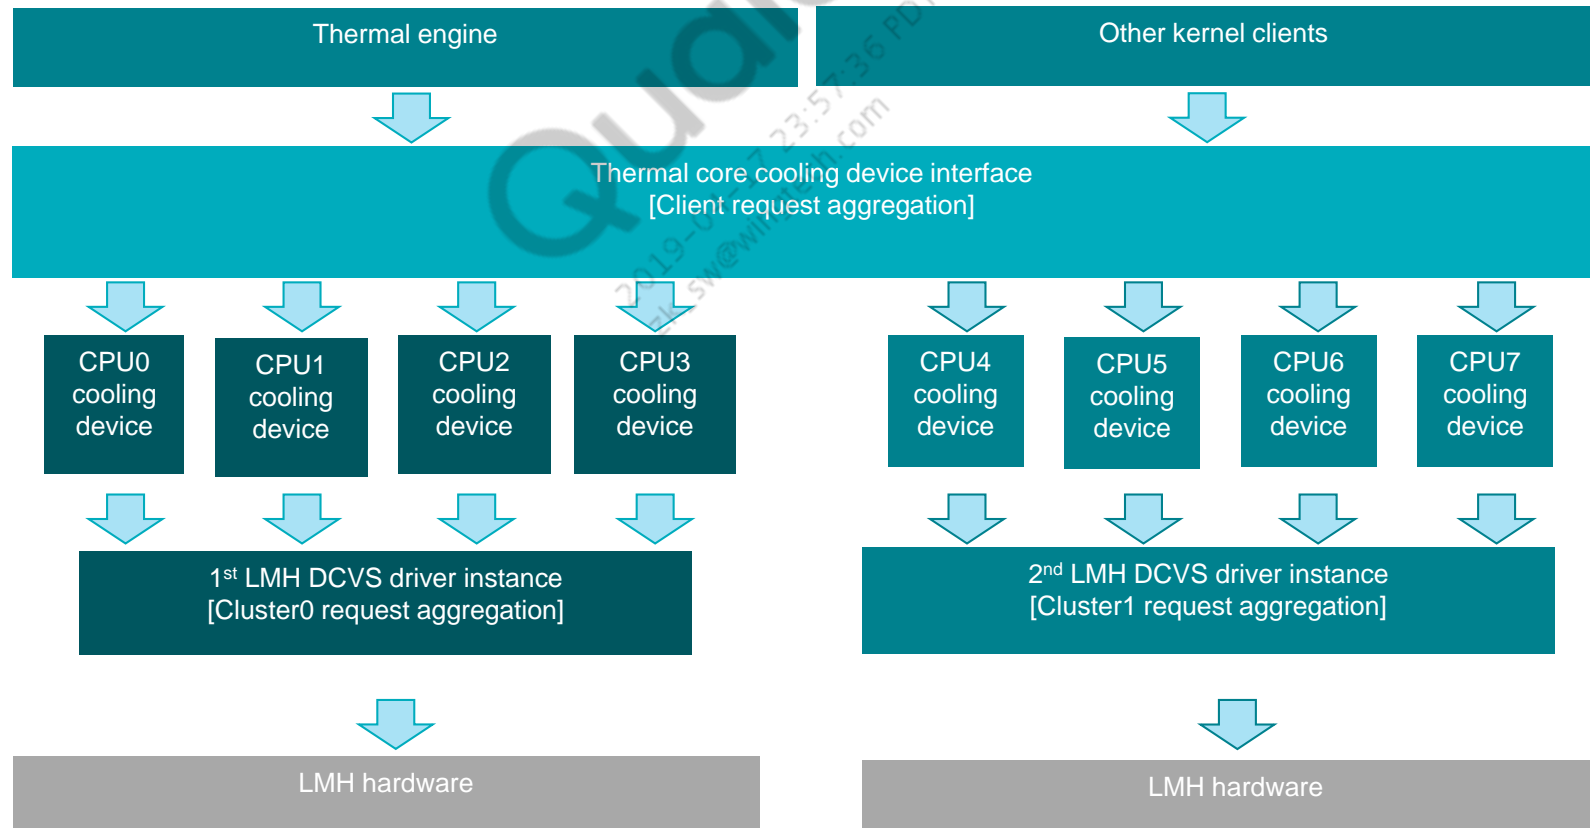 Thermal engine
Other kernel clients
Thermal core cooling device interface
[Client request aggregation]
CPU0
cooling
device
CPU1
cooling
device
CPU2
cooling
device
CPU3
cooling
device
CPU4
cooling
device
CPU5
cooling
device
CPU6
cooling
device
CPU7
cooling
device
1st LMH DCVS driver instance
[Cluster0 request aggregation]
2nd LMH DCVS driver instance
[Cluster1 request aggregation]
LMH hardware
LMH hardware